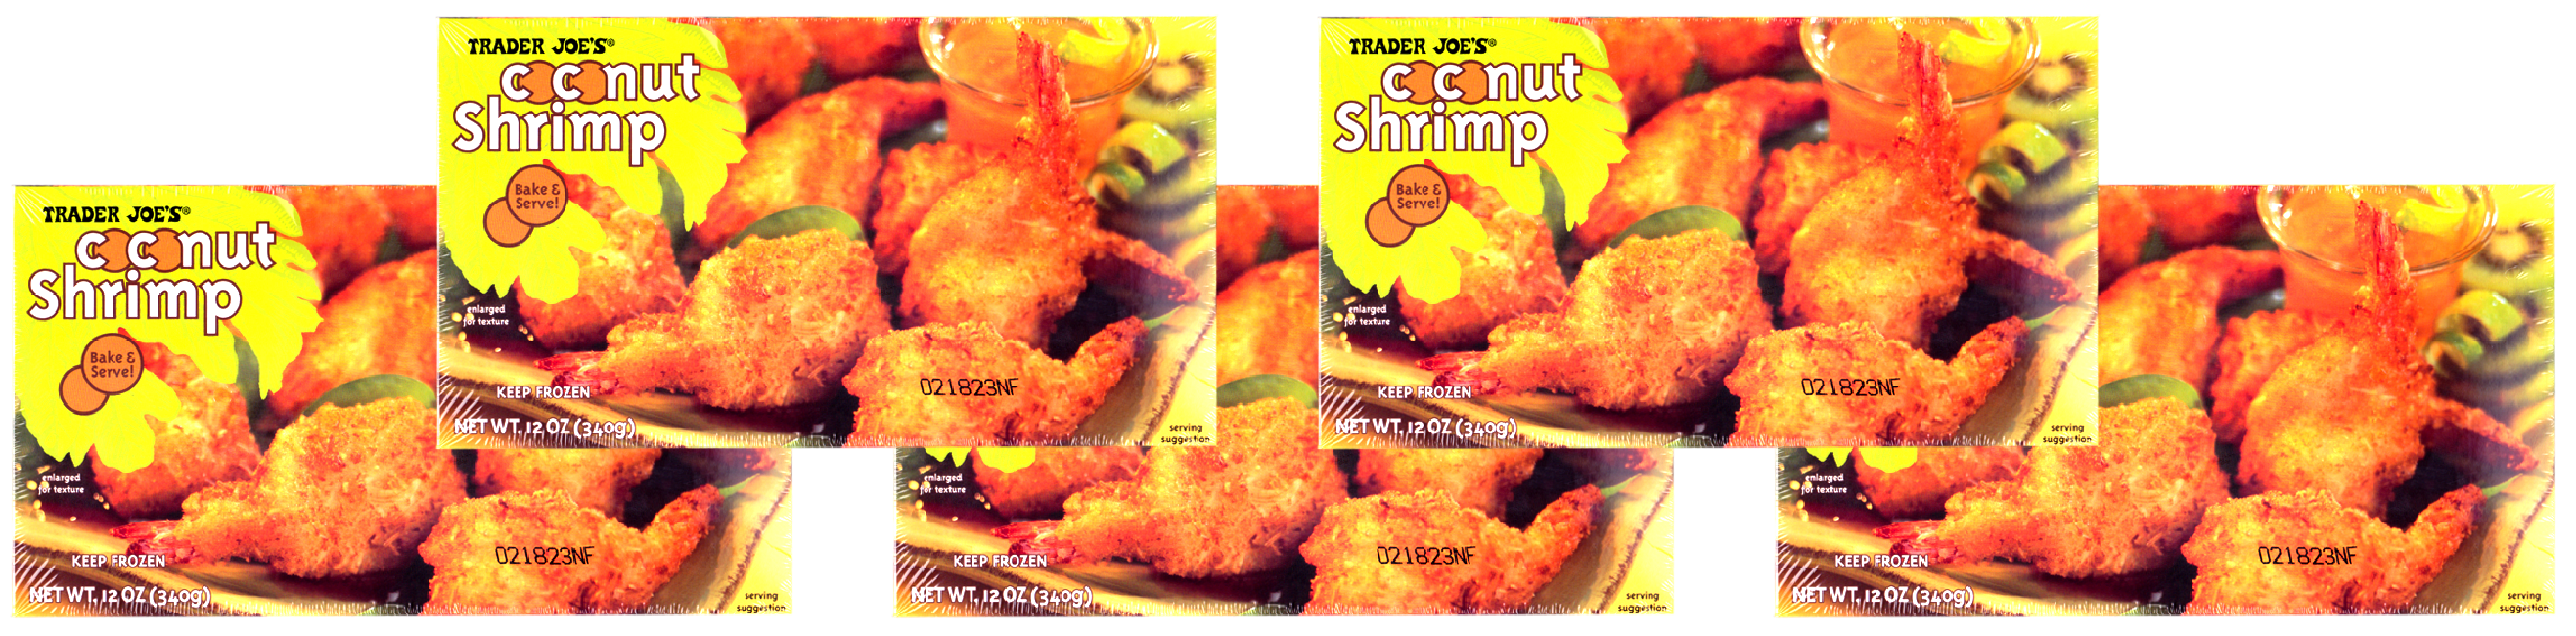 TRADER JOE'S®
coconut
Shrimp
Bake &
Serve!
enlarged
for texture
KEEP FROZEN
021823NF
NET WT. 12 OZ (340g)
serving
suggestion
TRADER JOE'S®
coconut
Shrimp
Bake &
Serve!
enlarged
for texture
KEEP FROZEN
021823NF
NET WT. 12 OZ (340g)
serving
suggestion
TRADER JOE'S®
coconut
Shrimp
Bake &
Serve!
enlarged
for texture
KEEP FROZEN
021823NF
NET WT. 12 OZ (340g)
serving
suggestion
enlarged
for texture
KEEP FROZEN
021823NF
NET WT. 12 OZ (340g)
serving
suggestion
enlarged
for texture
KEEP FROZEN
021823NF
NET WT. 12 OZ (340g)
serving
suggestion